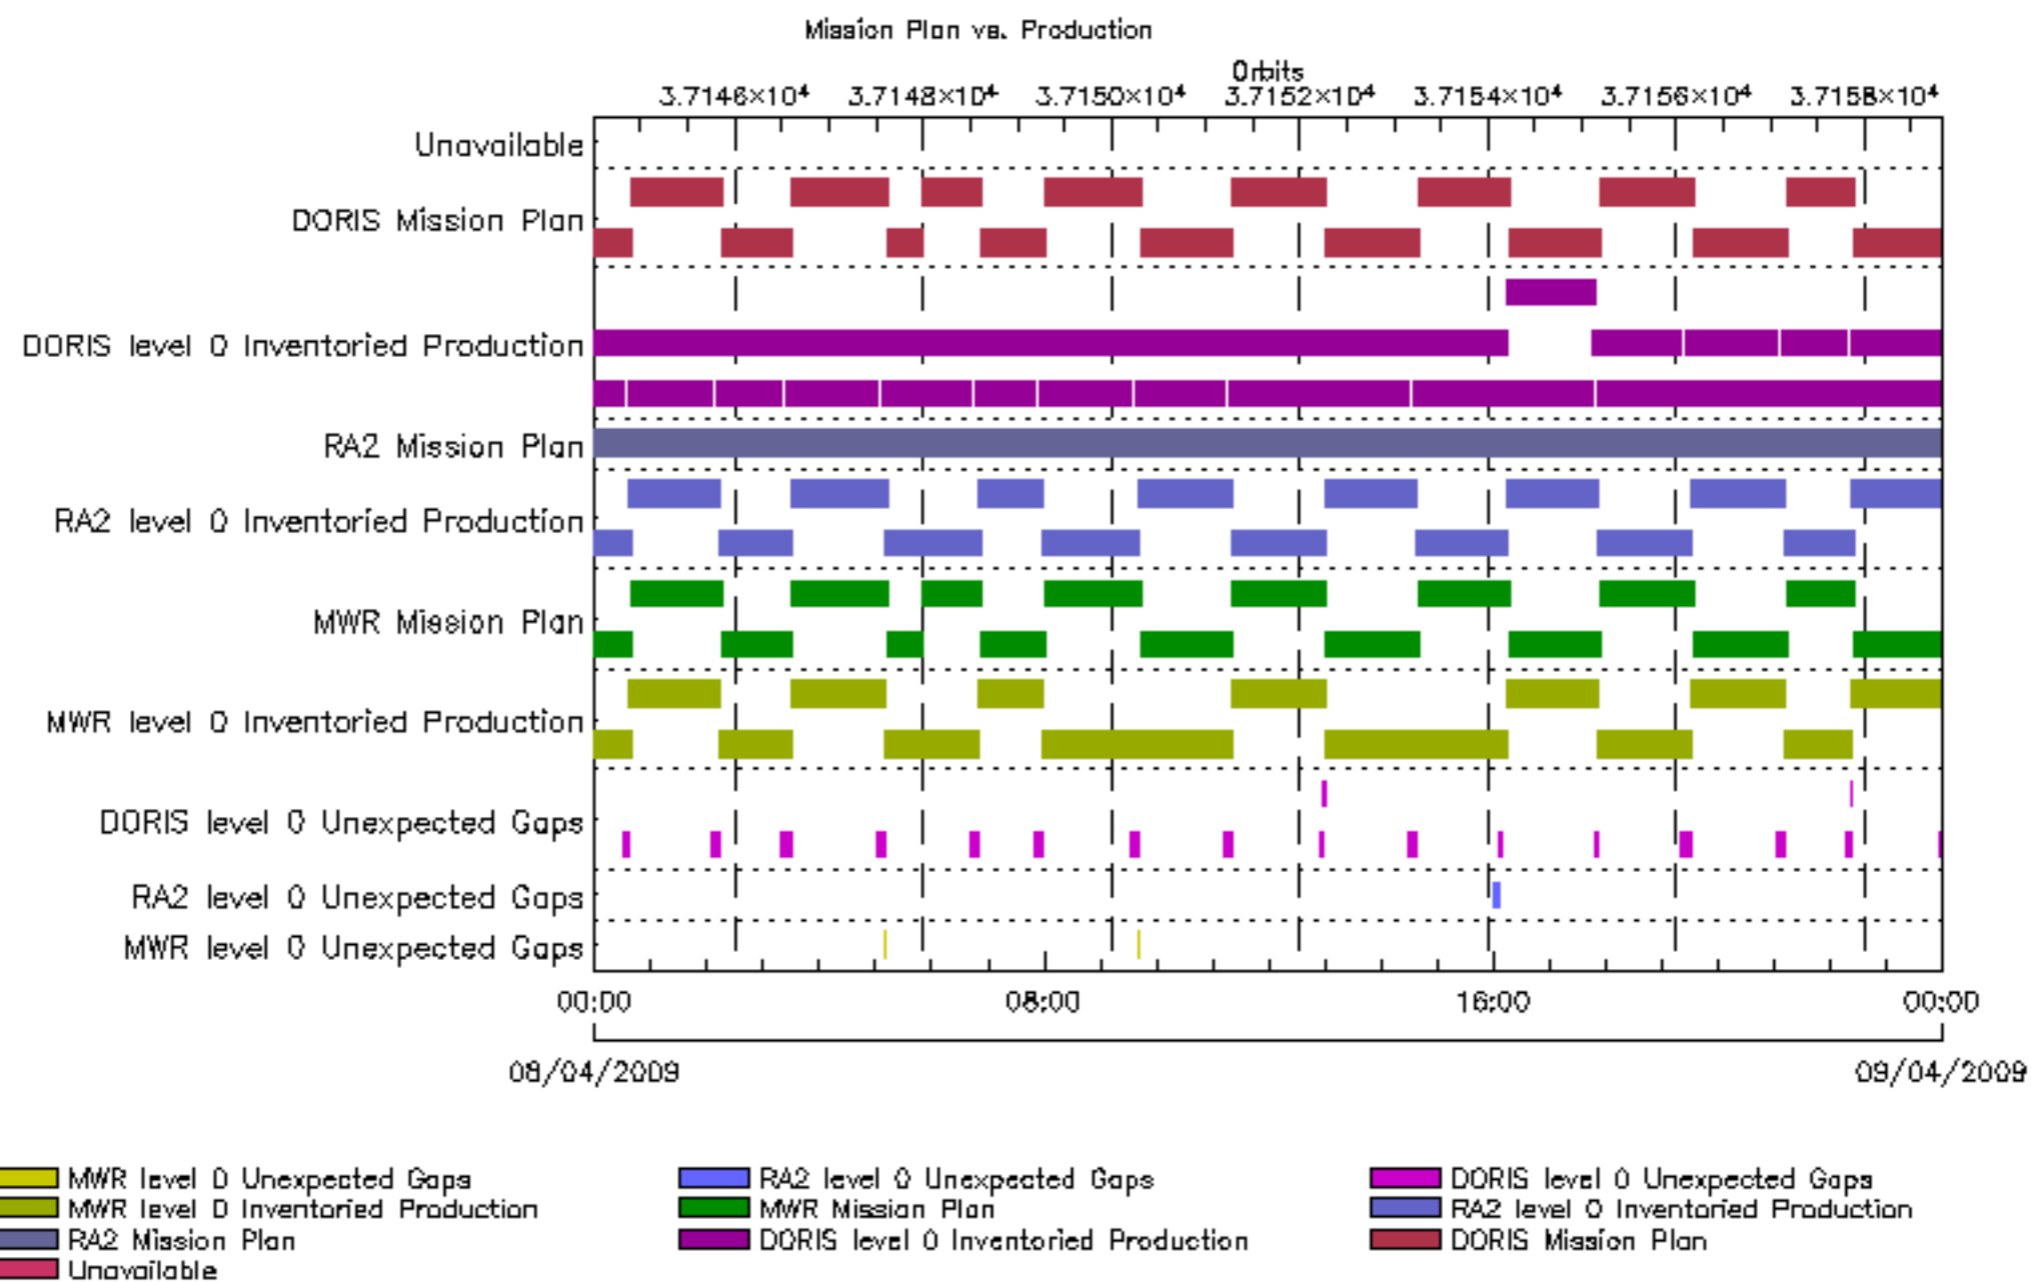 Mission Plan vs. Production
Orbits
3.7146×10⁴ 3.7148×10⁴ 3.7150×10⁴ 3.7152×10⁴ 3.7154×10⁴ 3.7156×10⁴ 3.7158×10⁴
Unavailable
DORIS Mission Plan
DORIS level 0 Inventoried Production
RA2 Mission Plan
RA2 level 0 Inventoried Production
MWR Mission Plan
MWR level 0 Inventoried Production
DORIS level 0 Unexpected Gaps
RA2 level 0 Unexpected Gaps
MWR level 0 Unexpected Gaps
00:00 08:00 16:00 00:00
08/04/2009 09/04/2009
MWR level 0 Unexpected Gaps RA2 level 0 Unexpected Gaps DORIS level 0 Unexpected Gaps
MWR level 0 Inventoried Production MWR Mission Plan RA2 level 0 Inventoried Production
RA2 Mission Plan DORIS level 0 Inventoried Production DORIS Mission Plan
Unavailable